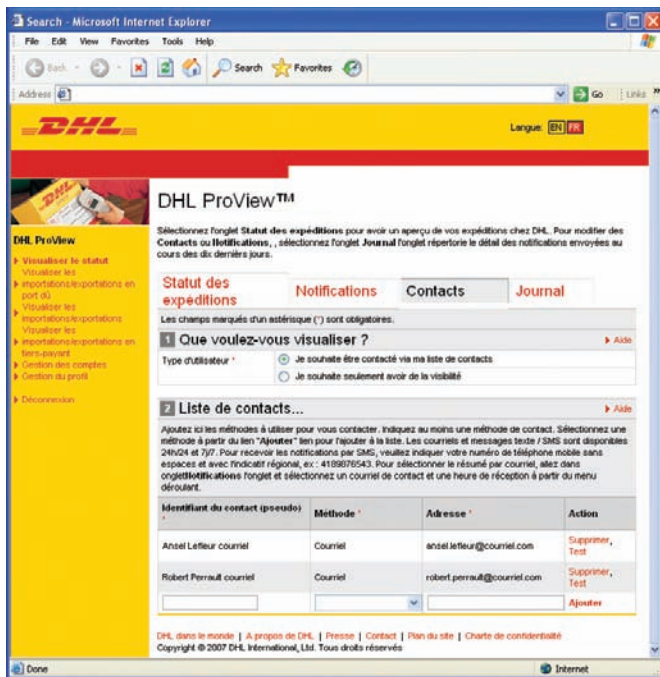 Search - Microsoft Internet Explorer
File Edit View Favorites Tools Help
Back Search Favorites
Address Go Links »
DHL
Langue: EN FR
DHL
DHL ProView
Visualiser le statut
Visualiser les
importations/exportations en
port dû
Visualiser les
importations/exportations
Visualiser les
importations/exportations en
tiers-payant
Gestion des comptes
Gestion du profil
Déconnexion
DHL ProView™
Sélectionnez l'onglet Statut des expéditions pour avoir un aperçu de vos expéditions chez DHL. Pour modifier des
Contacts ou Notifications, , sélectionnez l'onglet Journal l'onglet répertorie le détail des notifications envoyées au
cours des dix derniers jours.
Statut des
expéditions
Notifications
Contacts
Journal
Les champs marqués d'un astérisque (*) sont obligatoires.
1 Que voulez-vous visualiser ? Aide
Type d'utilisateur * Je souhaite être contacté via ma liste de contacts
Je souhaite seulement avoir de la visibilité
2 Liste de contacts... Aide
Ajoutez ici les méthodes à utiliser pour vous contacter. Indiquez au moins une méthode de contact. Sélectionnez une
méthode à partir du lien "Ajouter" lien pour l'ajouter à la liste. Les courriels et messages texte / SMS sont disponibles
24h/24 et 7j/7. Pour recevoir les notifications par SMS, veuillez indiquer votre numéro de téléphone mobile sans
espaces et avec l'indicatif régional, ex : 4189876543. Pour sélectionner le résumé par courriel, allez dans
ongletNotifications l'onglet et sélectionnez un courriel de contact et une heure de réception à partir du menu
déroulant.
Identifiant du contact (pseudo) * Méthode * Adresse * Action
Ansel Lefleur courriel Courriel ansel.lefleur@courriel.com Supprimer,
Test
Robert Perrault courriel Courriel robert.perrault@courriel.com Supprimer,
Test
Ajouter
DHL dans le monde | A propos de DHL | Presse | Contact | Plan du site | Charte de confidentialité
Copyright © 2007 DHL International, Ltd. Tous droits réservés
Done Internet